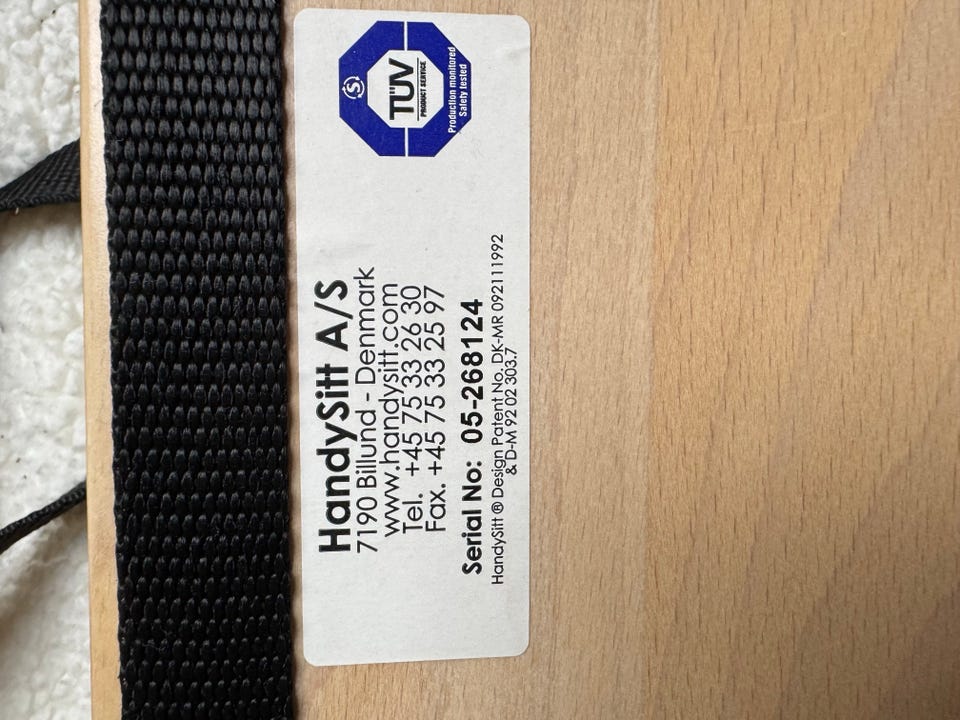 TÜV
PRODUCT SERVICE
Production monitored
Safety tested
HandySitt A/S
7190 Billund - Denmark
www.handysitt.com
Tel. +45 75 33 26 30
Fax. +45 75 33 25 97
Serial No: 05-268124
HandySitt ® Design Patent No. DK-MR 092111992
& D-M 92 02 303.7